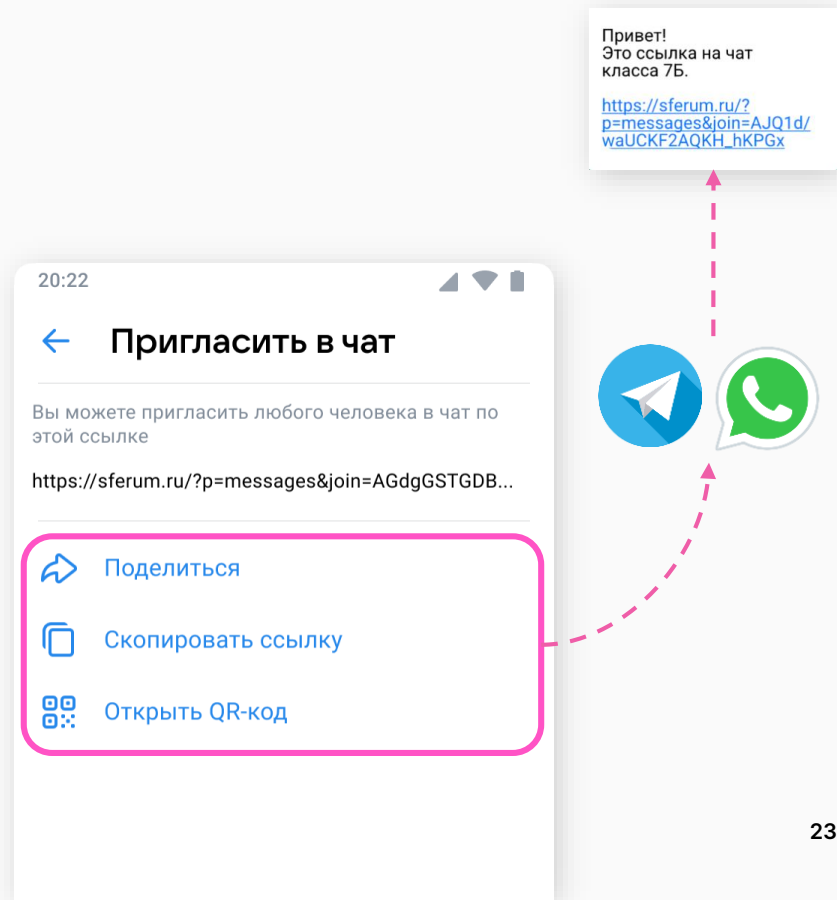 Привет!
Это ссылка на чат
класса 7Б.
https://sferum.ru/?
p=messages&join=AJQ1d/
waUCKF2AQKH_hKPGx
20:22
Пригласить в чат
Вы можете пригласить любого человека в чат по
этой ссылке
https://sferum.ru/?p=messages&join=AGdgGSTGDB...
Поделиться
Скопировать ссылку
Открыть QR-код
23